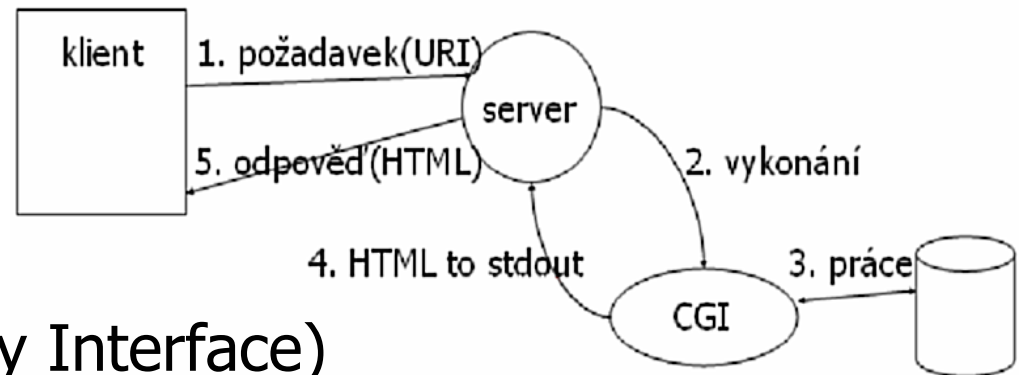 klient
1. požadavek(URI)
server
5. odpověď(HTML)
2. vykonání
4. HTML to stdout
3. práce
CGI
y Interface)